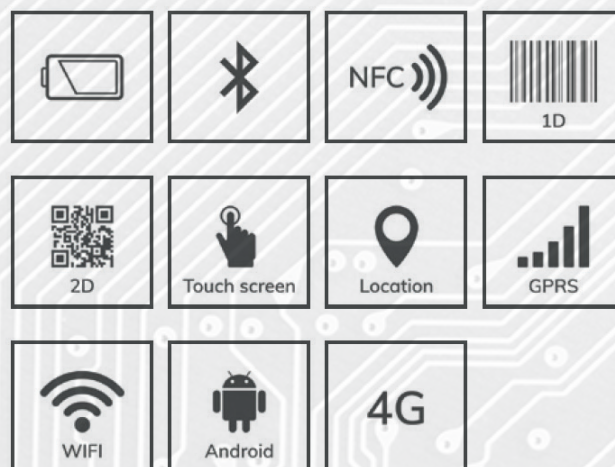 NFC
1D
2D
Touch screen
Location
GPRS
WIFI
Android
4G